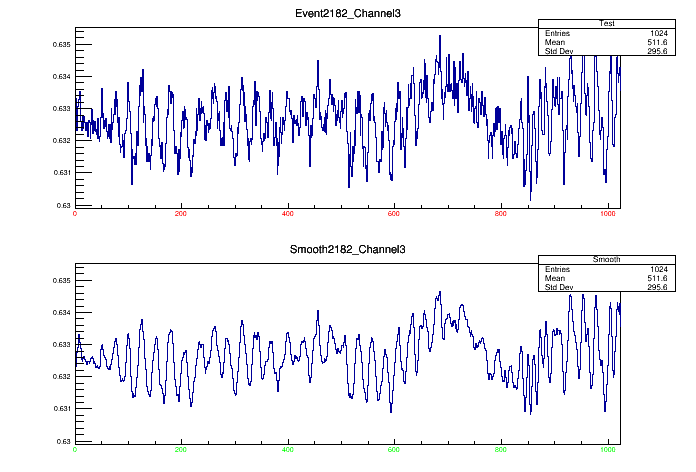 Event2182_Channel3
Test
Entries 1024
Mean 511.6
Std Dev 295.6
0.635
0.634
0.633
0.632
0.631
0.63
0 200 400 600 800 1000
Smooth2182_Channel3
Smooth
Entries 1024
Mean 511.6
Std Dev 295.6
0.635
0.634
0.633
0.632
0.631
0.63
0 200 400 600 800 1000